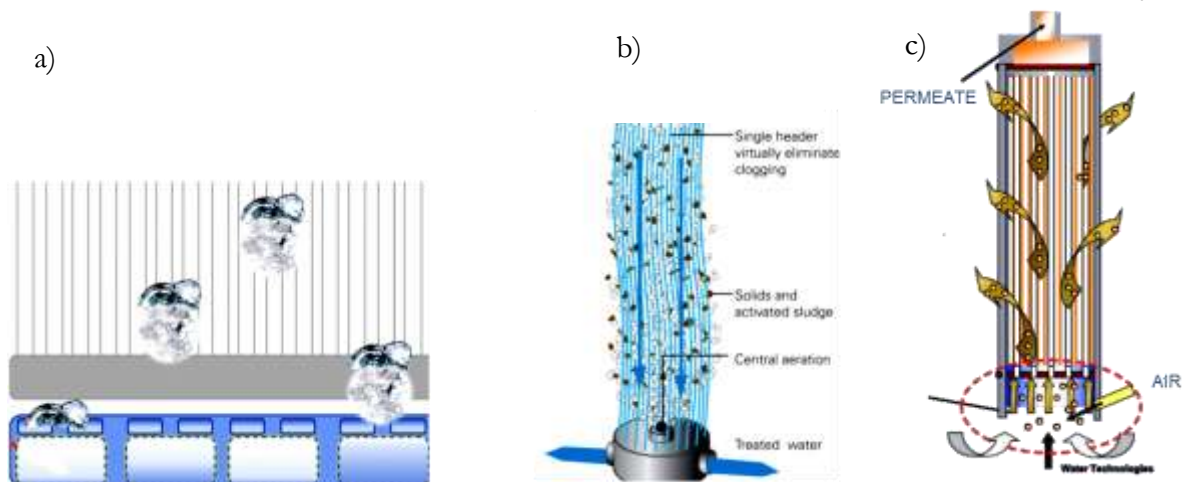 a)
b)
Single header
virtually eliminate
clogging
Solids and
activated sludge
Central aeration
Treated water
c)
PERMEATE
AIR
Water Technologies